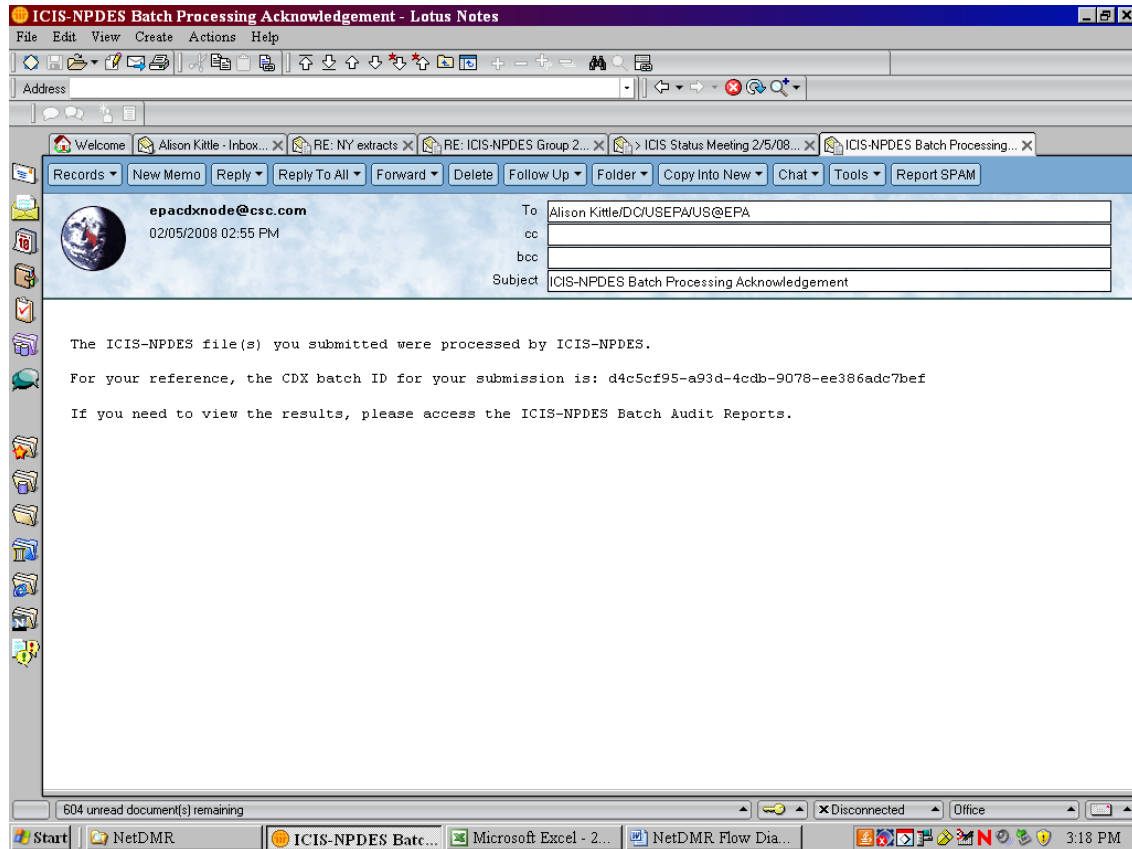 ICIS-NPDES Batch Processing Acknowledgement - Lotus Notes
File Edit View Create Actions Help
Address
Welcome Alison Kittle - Inbox... RE: NY extracts RE: ICIS-NPDES Group 2... > ICIS Status Meeting 2/5/08... ICIS-NPDES Batch Processing...
Records New Memo Reply Reply To All Forward Delete Follow Up Folder Copy Into New Chat Tools Report SPAM
epacdxnode@csc.com To Alison Kittle/DC/USEPA/US@EPA
02/05/2008 02:55 PM cc
bcc
Subject ICIS-NPDES Batch Processing Acknowledgement
The ICIS-NPDES file(s) you submitted were processed by ICIS-NPDES.
For your reference, the CDX batch ID for your submission is: d4c5cf95-a93d-4cdb-9078-ee386adc7bef
If you need to view the results, please access the ICIS-NPDES Batch Audit Reports.
604 unread document(s) remaining Disconnected Office
Start NetDMR ICIS-NPDES Batc... Microsoft Excel - 2... NetDMR Flow Dia... 3:18 PM